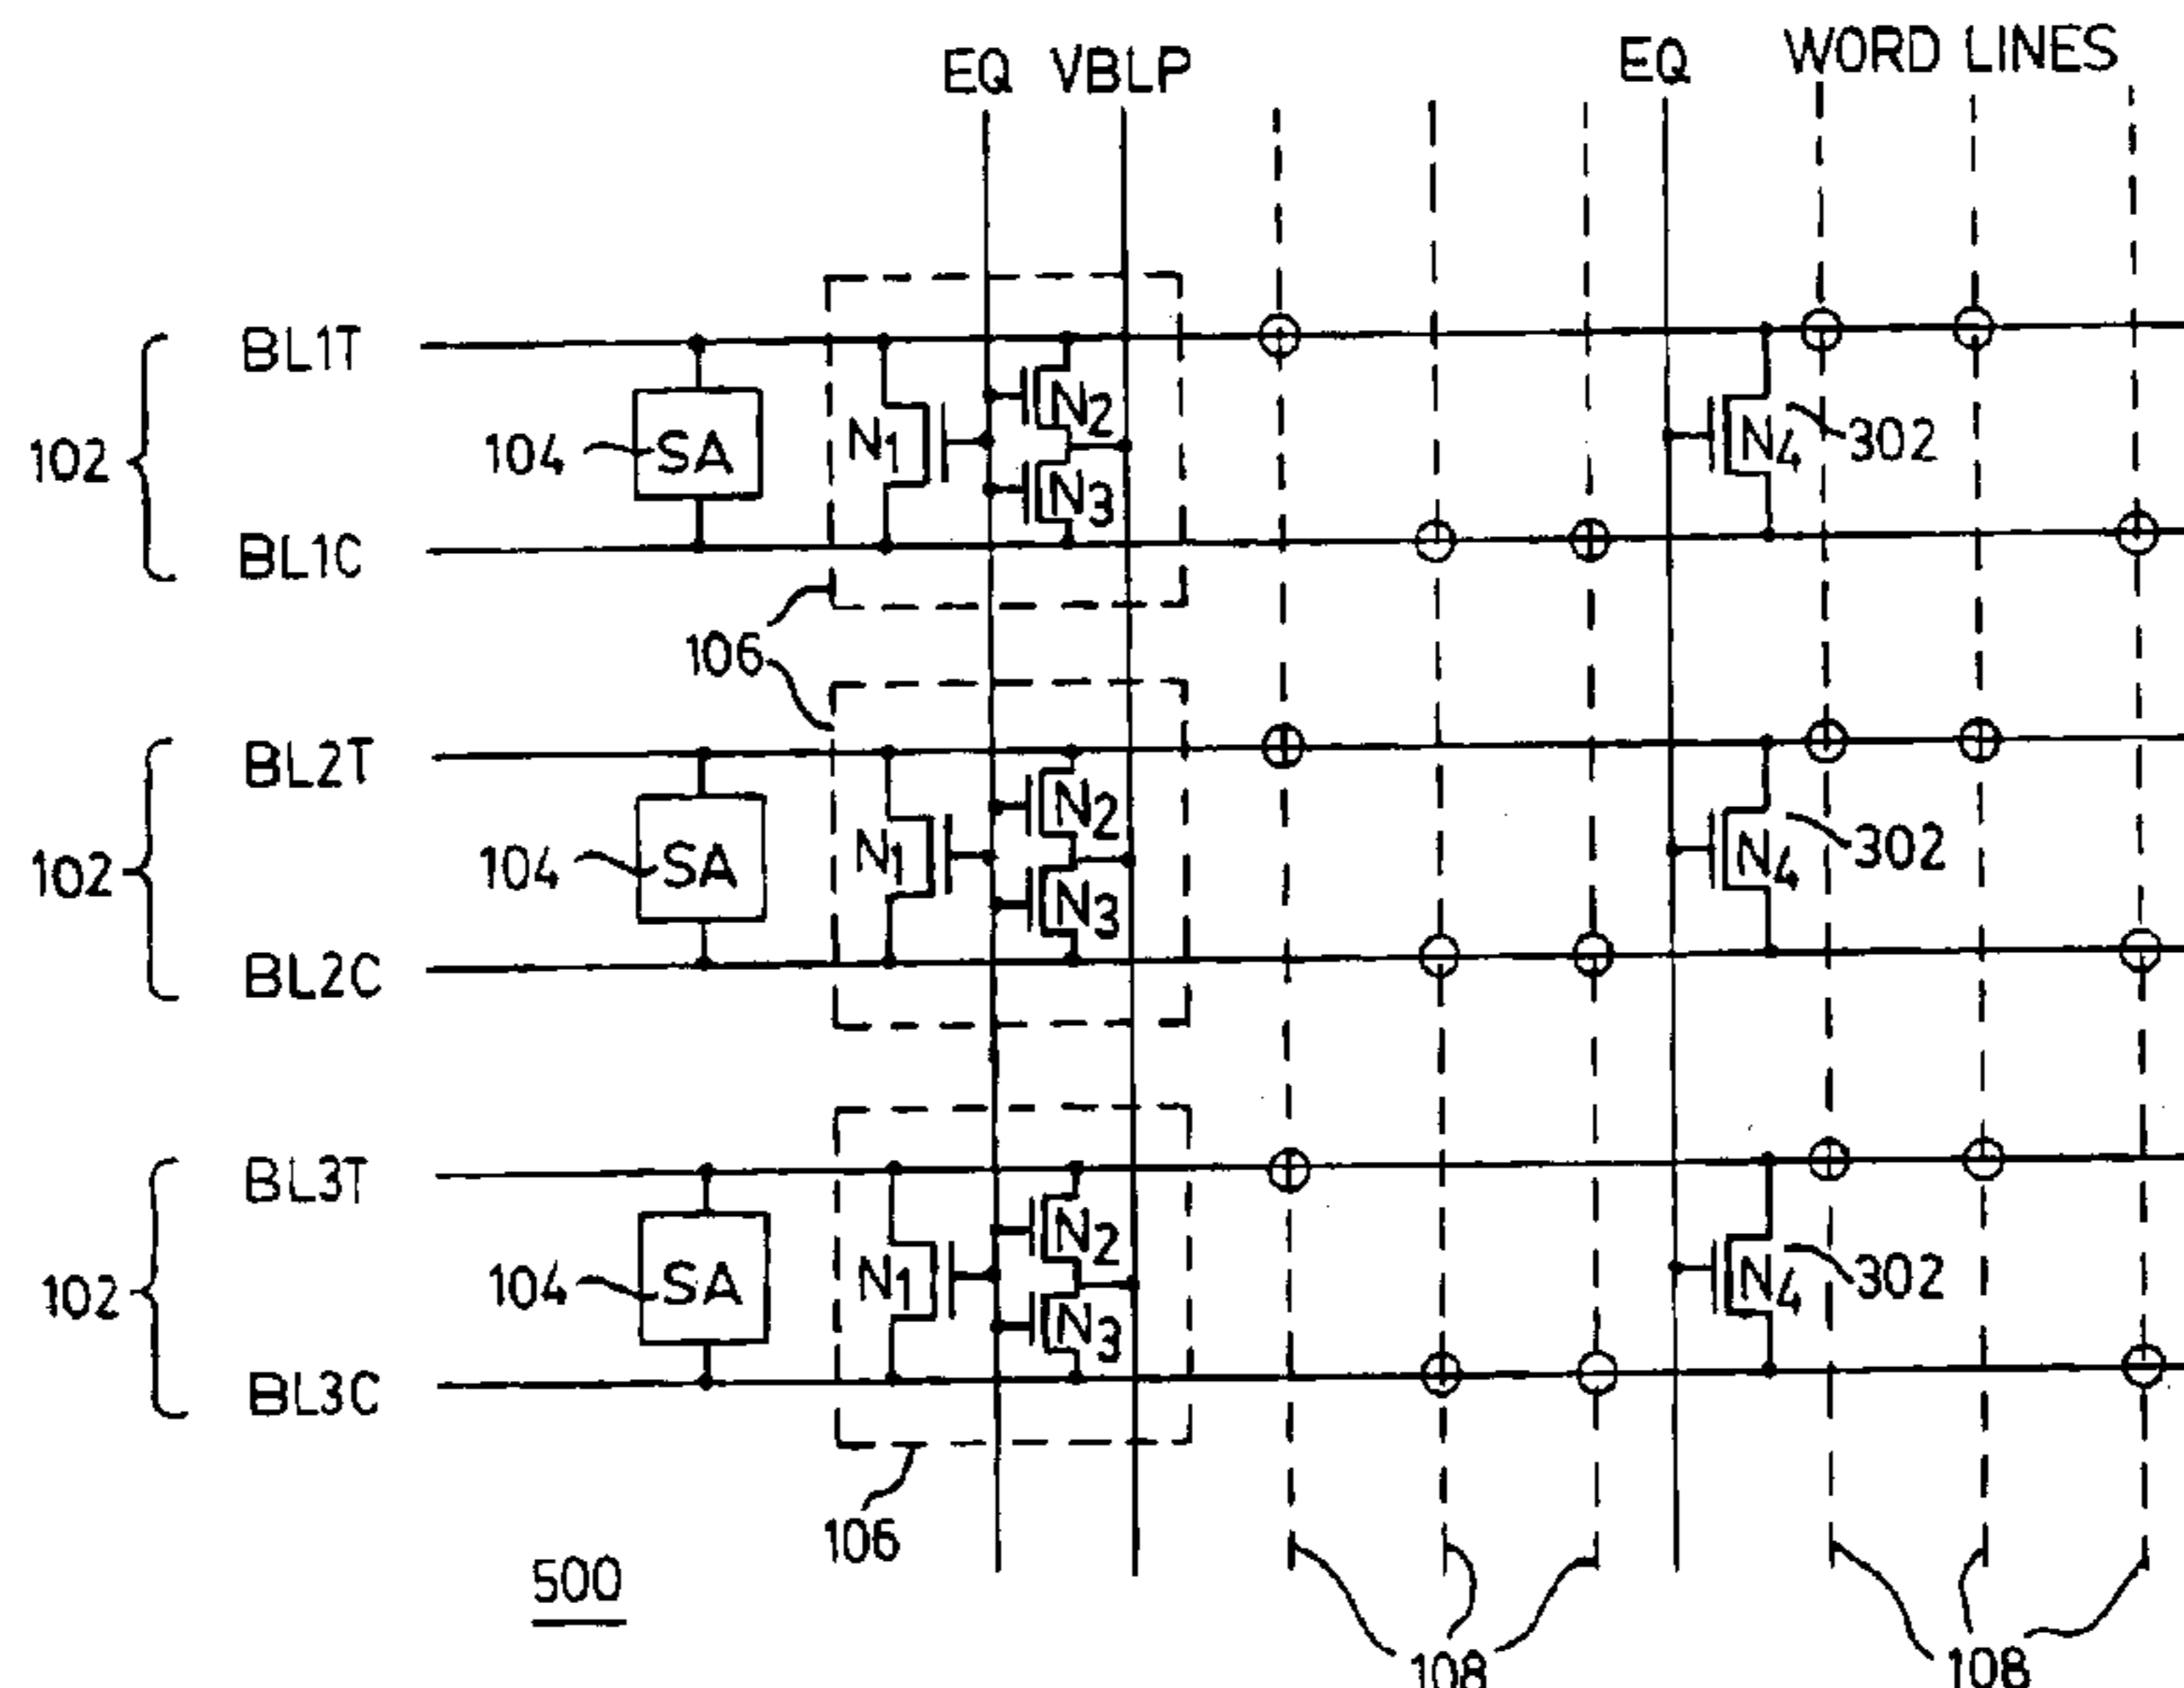 EQ VBLP EQ WORD LINES
BL1T
102 104 SA N1 N2 N3 N4 302
BL1C
106
BL2T
102 104 SA N1 N2 N3 N4 302
BL2C
BL3T
102 104 SA N1 N2 N3 N4 302
BL3C
106
500
108 108